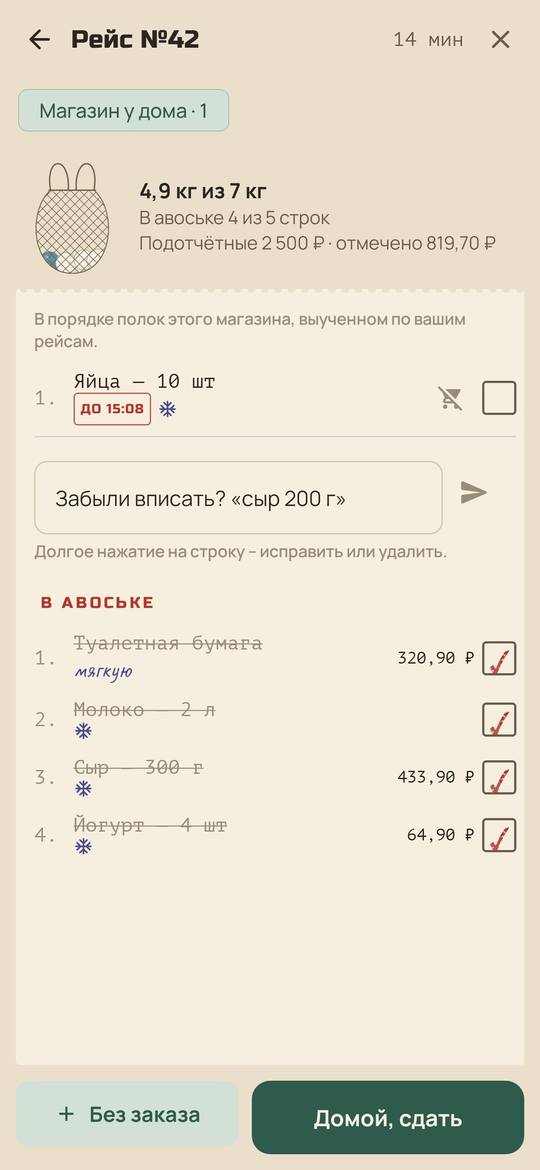 Рейс №42
14 мин
Магазин у дома · 1
4,9 кг из 7 кг
В авоське 4 из 5 строк
Подотчётные 2 500 ₽ · отмечено 819,70 ₽
В порядке полок этого магазина, выученном по вашим
рейсам.
1. Яйца — 10 шт
ДО 15:08
Забыли вписать? «сыр 200 г»
Долгое нажатие на строку – исправить или удалить.
В АВОСЬКЕ
1. Туалетная бумага 320,90 ₽
мягкую
2. Молоко — 2 л
3. Сыр — 300 г 433,90 ₽
4. Йогурт — 4 шт 64,90 ₽
+ Без заказа
Домой, сдать